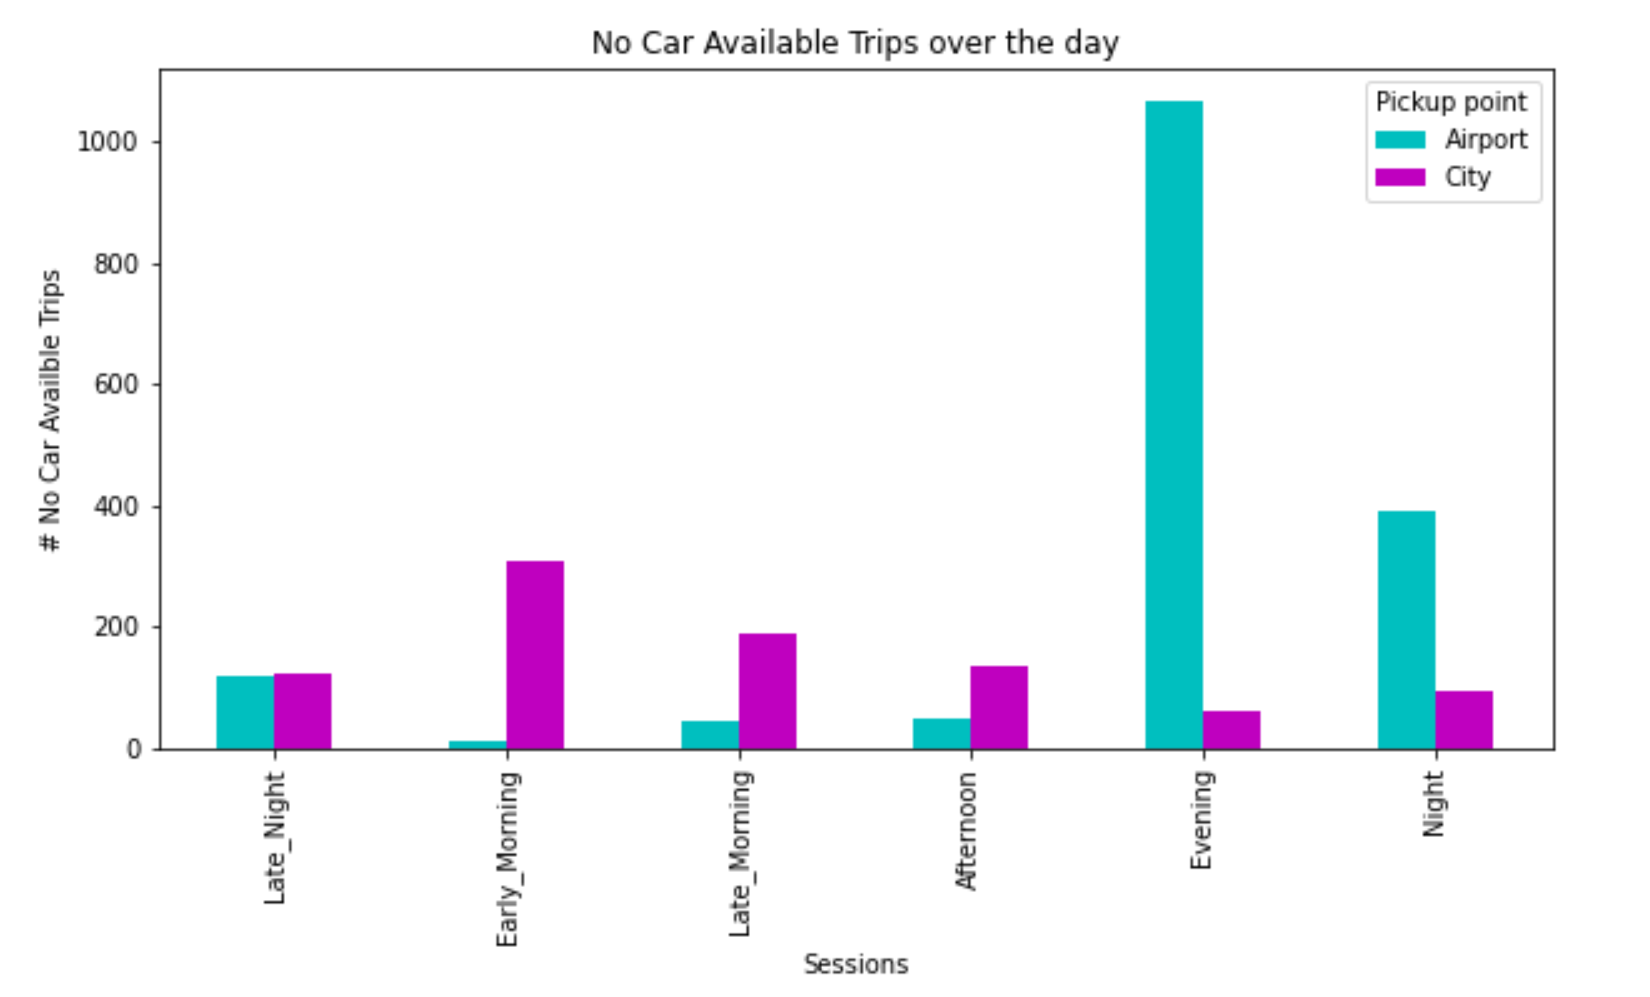 No Car Available Trips over the day
Pickup point
Airport
City
# No Car Availble Trips
1000
800
600
400
200
0
Late_Night
Early_Morning
Late_Morning
Afternoon
Evening
Night
Sessions